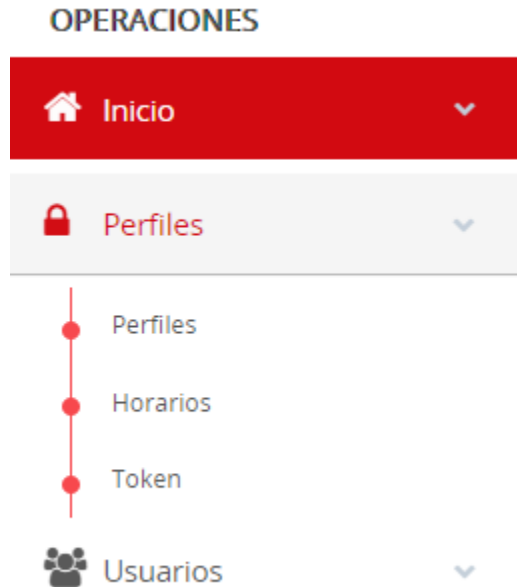 OPERACIONES
Inicio
Perfiles
Perfiles
Horarios
Token
Usuarios